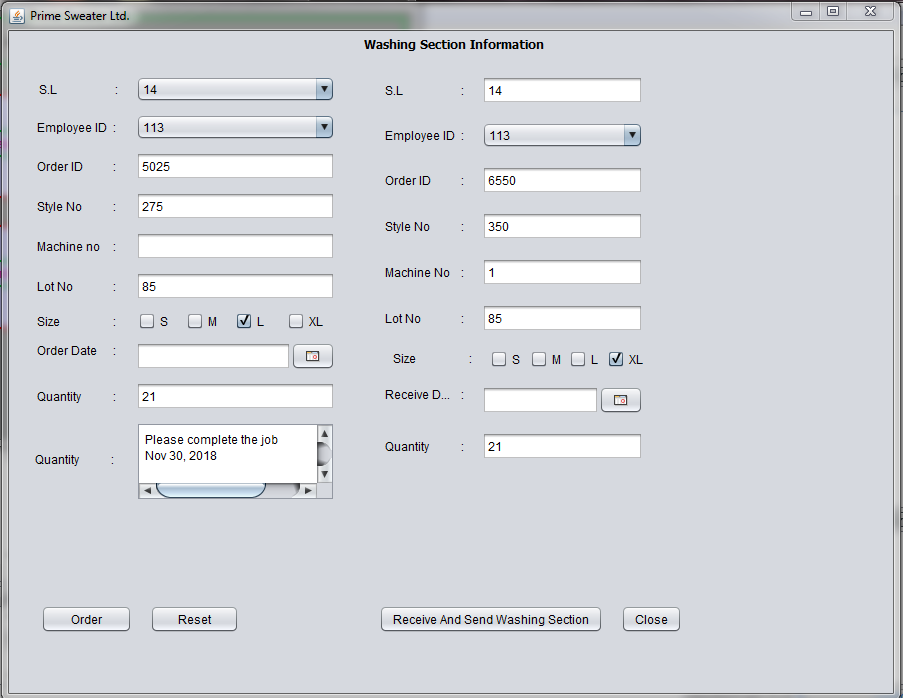 Prime Sweater Ltd.
Washing Section Information
S.L : 14
Employee ID : 113
Order ID : 5025
Style No : 275
Machine no :
Lot No : 85
Size : S M L XL
Order Date :
Quantity : 21
Quantity : Please complete the job
Nov 30, 2018
Order Reset
S.L : 14
Employee ID : 113
Order ID : 6550
Style No : 350
Machine No : 1
Lot No : 85
Size : S M L XL
Receive D... :
Quantity : 21
Receive And Send Washing Section Close